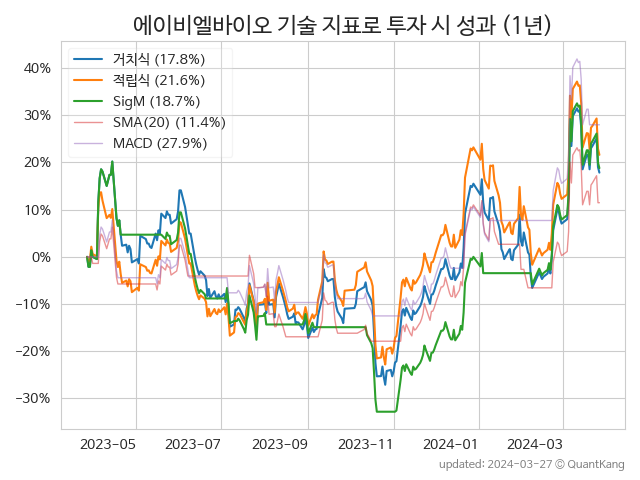 에이비엘바이오 기술 지표로 투자 시 성과 (1년)
거치식 (17.8%)
적립식 (21.6%)
SigM (18.7%)
SMA(20) (11.4%)
MACD (27.9%)
40%
30%
20%
10%
0%
−10%
−20%
−30%
2023-05 2023-07 2023-09 2023-11 2024-01 2024-03
updated: 2024-03-27 © QuantKang